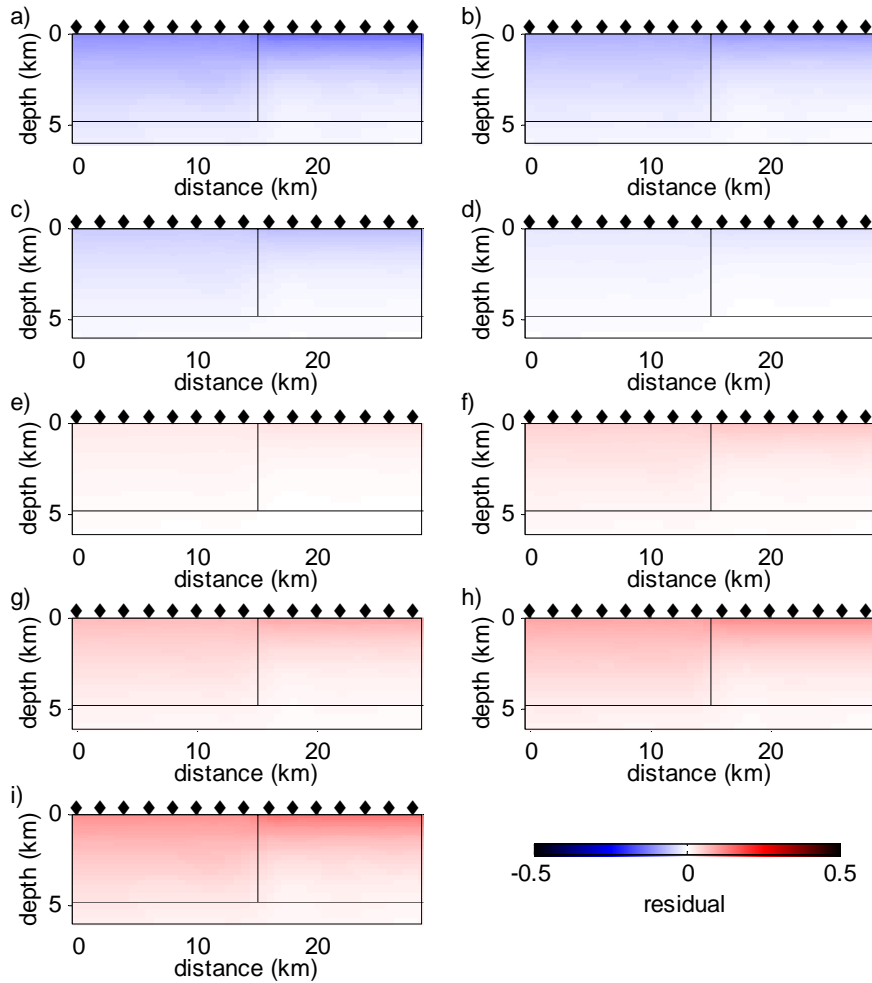 a)
0
depth (km)
5
0 10 20
distance (km)
b)
0
depth (km)
5
0 10 20
distance (km)
c)
0
depth (km)
5
0 10 20
distance (km)
d)
0
depth (km)
5
0 10 20
distance (km)
e)
0
depth (km)
5
0 10 20
distance (km)
f)
0
depth (km)
5
0 10 20
distance (km)
g)
0
depth (km)
5
0 10 20
distance (km)
h)
0
depth (km)
5
0 10 20
distance (km)
i)
0
depth (km)
5
0 10 20
distance (km)
-0.5 0 0.5
residual